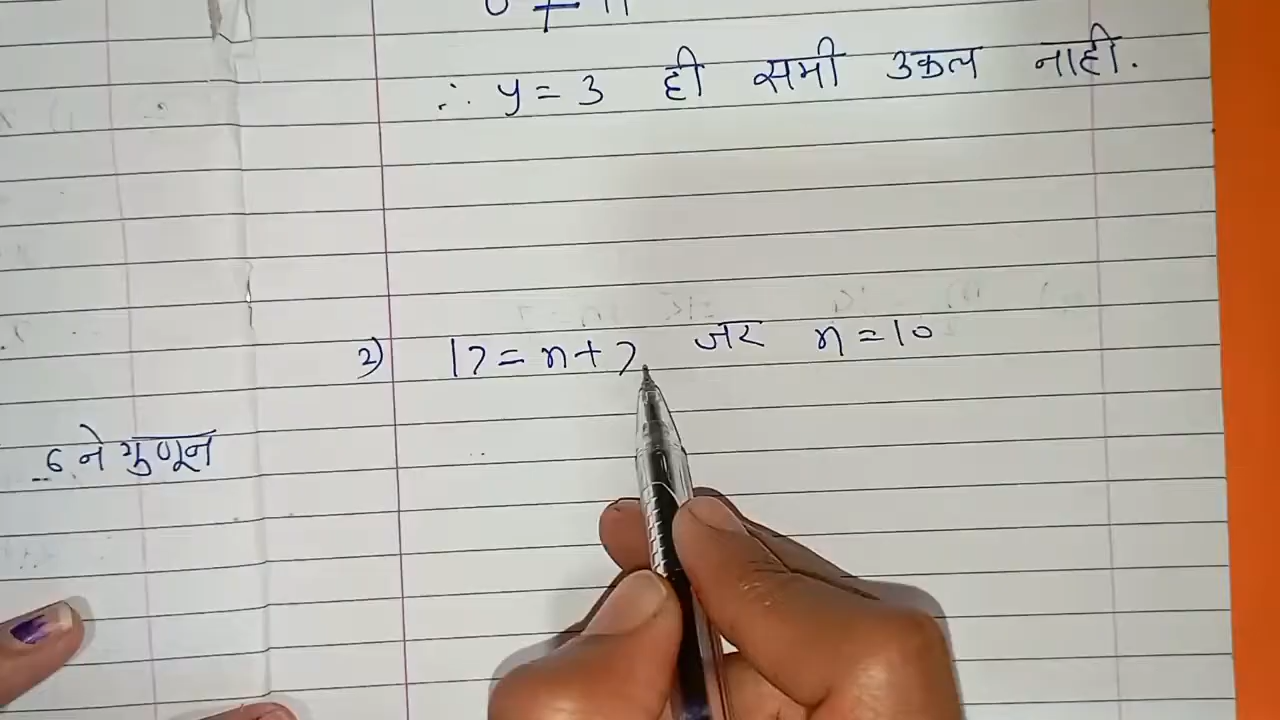 ∴ y = 3 ही समी उकल नाही.
2) 17 = n + 7 जर n = 10
6 ने गुणून